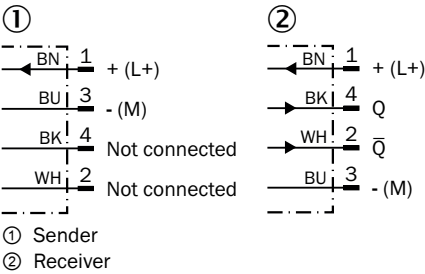 ① ②
BN 1 + (L+)
BU 3 - (M)
BK 4 Not connected
WH 2 Not connected
BN 1 + (L+)
BK 4 Q
WH 2 Q̅
BU 3 - (M)
① Sender
② Receiver